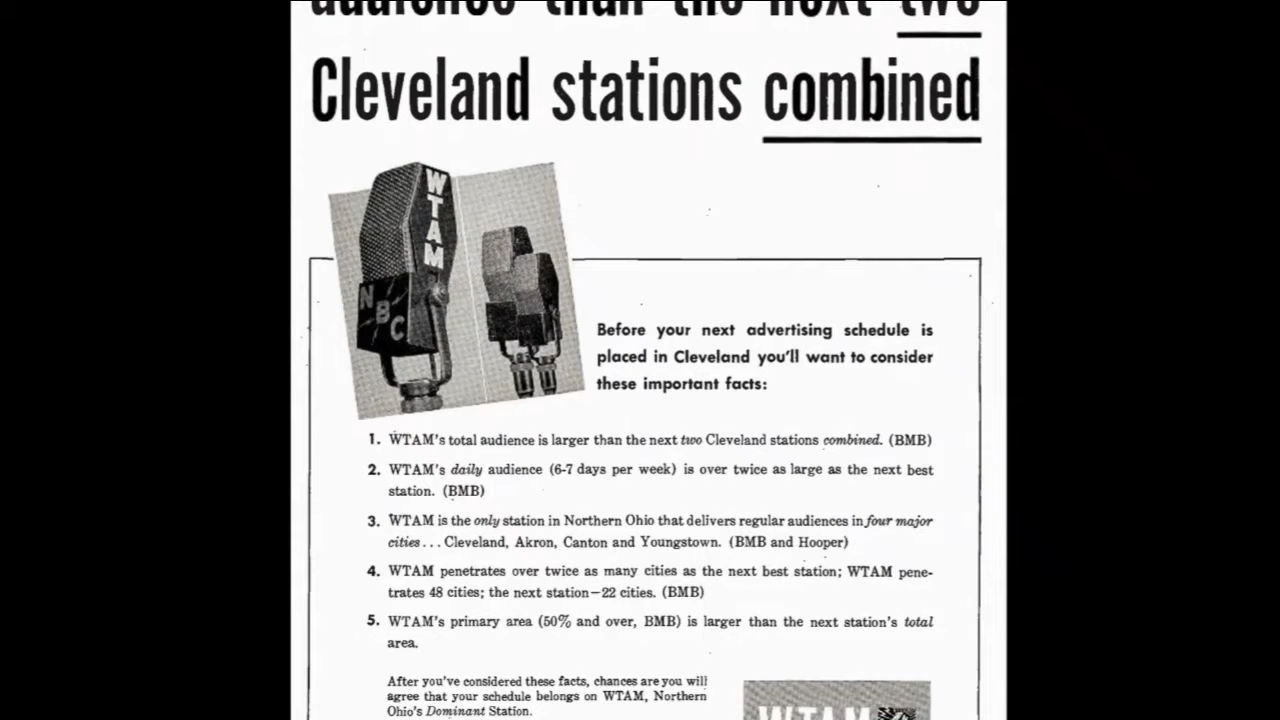 audience than the next two
Cleveland stations combined
WTAM
NBC
Before your next advertising schedule is
placed in Cleveland you'll want to consider
these important facts:
1. WTAM's total audience is larger than the next two Cleveland stations combined. (BMB)
2. WTAM's daily audience (6-7 days per week) is over twice as large as the next best
station. (BMB)
3. WTAM is the only station in Northern Ohio that delivers regular audiences in four major
cities... Cleveland, Akron, Canton and Youngstown. (BMB and Hooper)
4. WTAM penetrates over twice as many cities as the next best station; WTAM pene-
trates 48 cities; the next station—22 cities. (BMB)
5. WTAM's primary area (50% and over, BMB) is larger than the next station's total
area.
After you've considered these facts, chances are you will
agree that your schedule belongs on WTAM, Northern
Ohio's Dominant Station.
WTAM